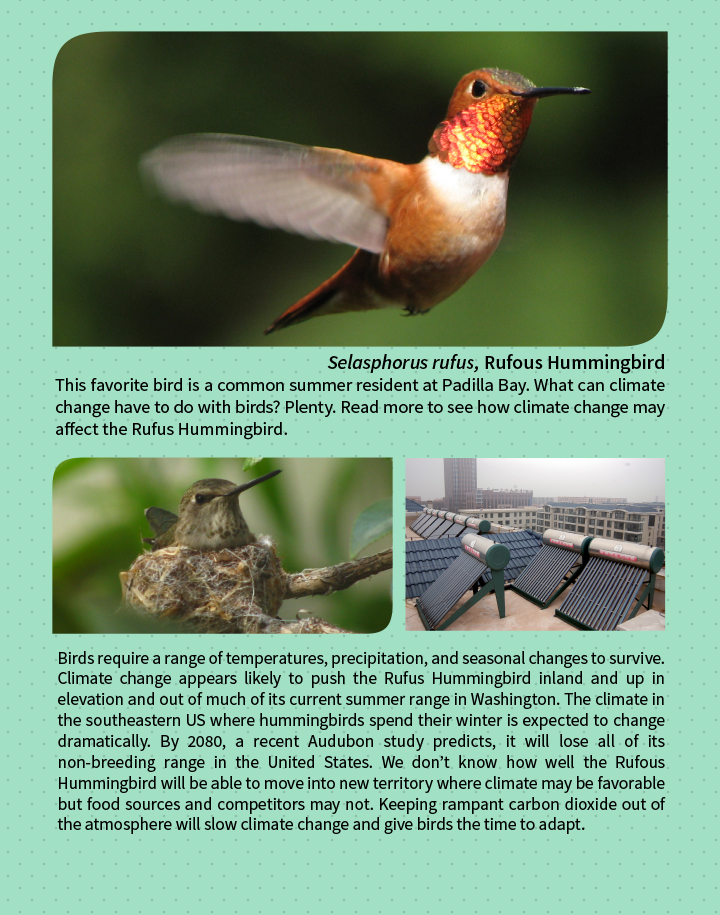 Selasphorus rufus, Rufous Hummingbird
This favorite bird is a common summer resident at Padilla Bay. What can climate
change have to do with birds? Plenty. Read more to see how climate change may
affect the Rufus Hummingbird.
Birds require a range of temperatures, precipitation, and seasonal changes to survive.
Climate change appears likely to push the Rufus Hummingbird inland and up in
elevation and out of much of its current summer range in Washington. The climate in
the southeastern US where hummingbirds spend their winter is expected to change
dramatically. By 2080, a recent Audubon study predicts, it will lose all of its
non-breeding range in the United States. We don’t know how well the Rufous
Hummingbird will be able to move into new territory where climate may be favorable
but food sources and competitors may not. Keeping rampant carbon dioxide out of
the atmosphere will slow climate change and give birds the time to adapt.